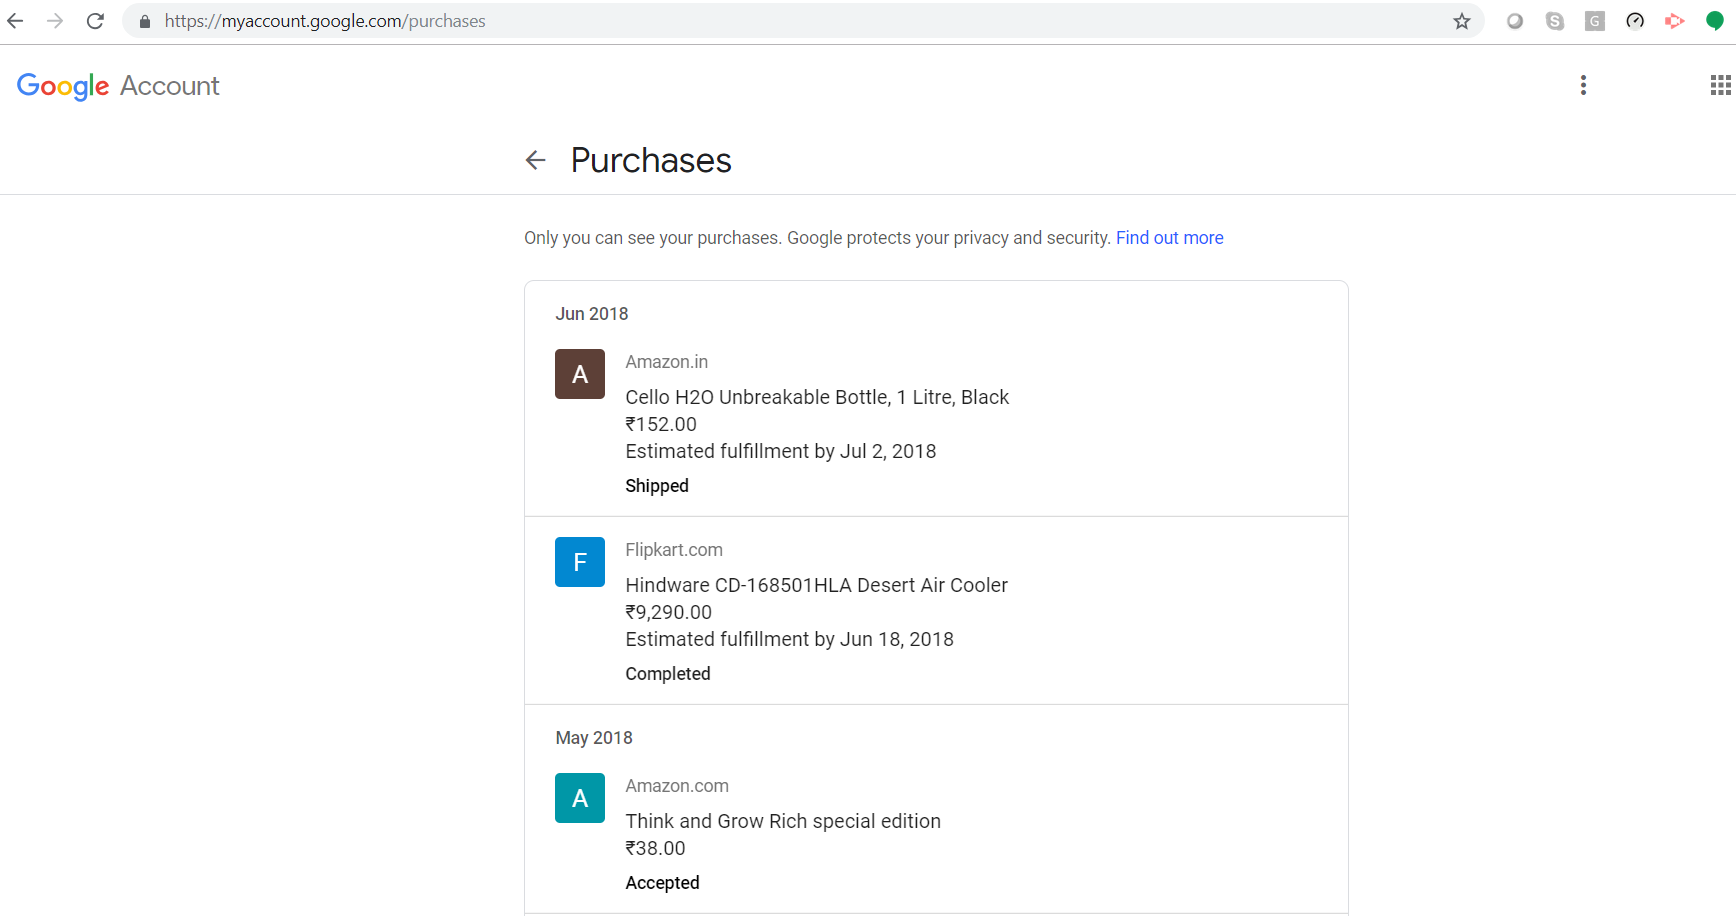 https://myaccount.google.com/purchases
S
G
Google Account
Purchases
Only you can see your purchases. Google protects your privacy and security. Find out more
Jun 2018
A
Amazon.in
Cello H2O Unbreakable Bottle, 1 Litre, Black
₹152.00
Estimated fulfillment by Jul 2, 2018
Shipped
F
Flipkart.com
Hindware CD-168501HLA Desert Air Cooler
₹9,290.00
Estimated fulfillment by Jun 18, 2018
Completed
May 2018
A
Amazon.com
Think and Grow Rich special edition
₹38.00
Accepted